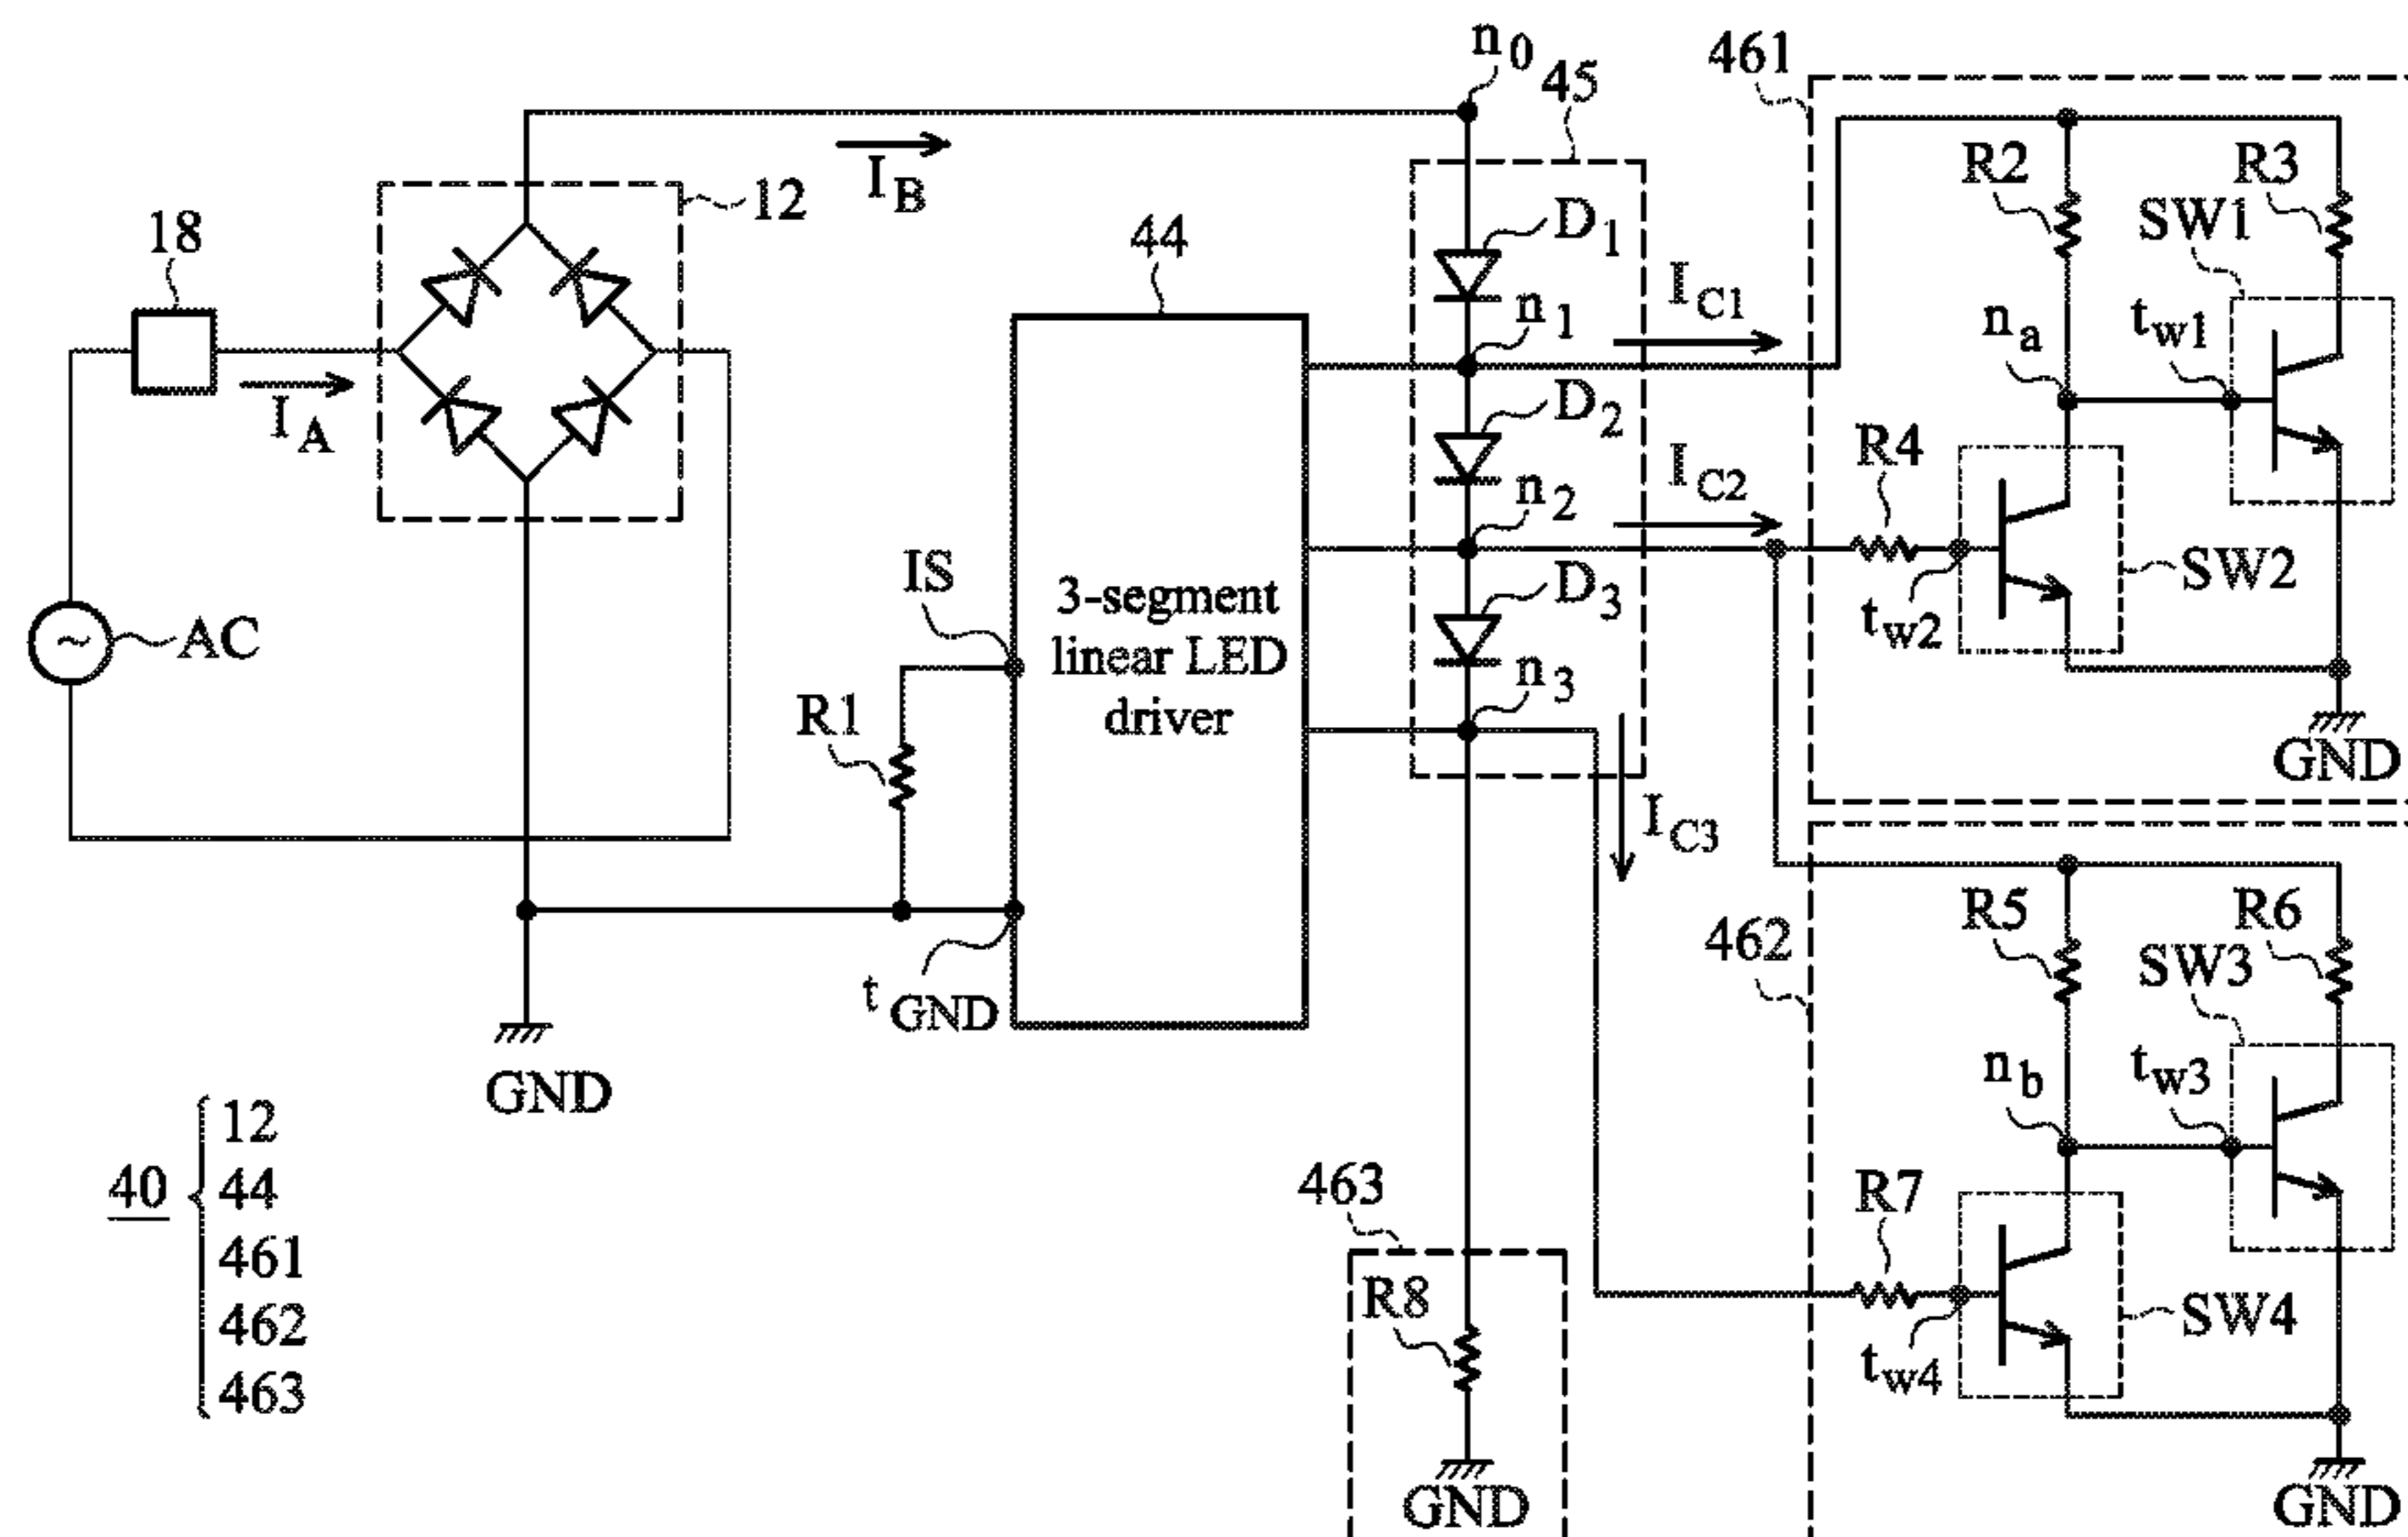 n0
45
461
IB
12
18
44
D1
IC1
n1
R2
R3
SW1
na
tw1
IA
D2
IC2
n2
R4
SW2
tw2
IS
~
AC
3-segment
linear LED
driver
D3
n3
R1
IC3
GND
tGND
GND
462
R5
R6
SW3
nb
tw3
40
12
44
461
462
463
463
R8
GND
R7
SW4
tw4
GND